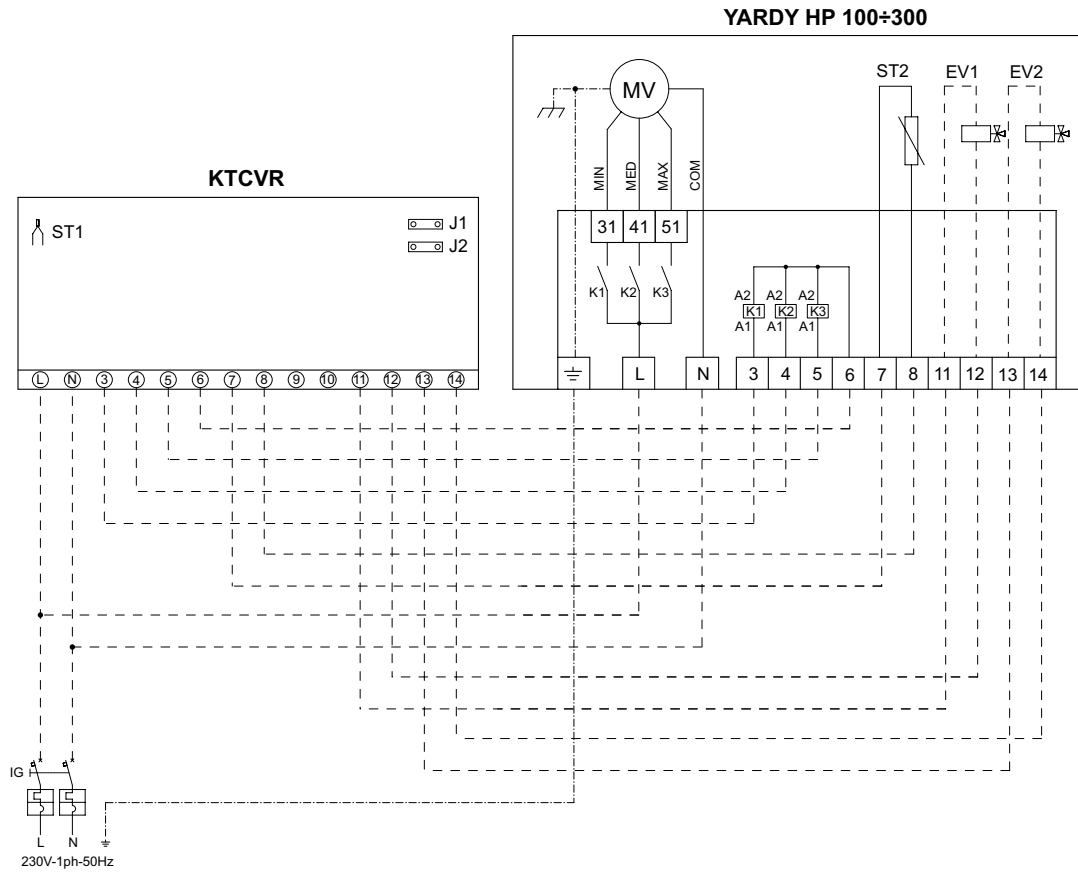 YARDY HP 100÷300
ST2 EV1 EV2
MV
MIN MED MAX COM
KTCVR
ST1
J1
J2
31 41 51
K1 K2 K3
A2 A2 A2
K1 K2 K3
A1 A1 A1
L N 3 4 5 6 7 8 9 10 11 12 13 14
L N 3 4 5 6 7 8 11 12 13 14
IG
L N
230V-1ph-50Hz